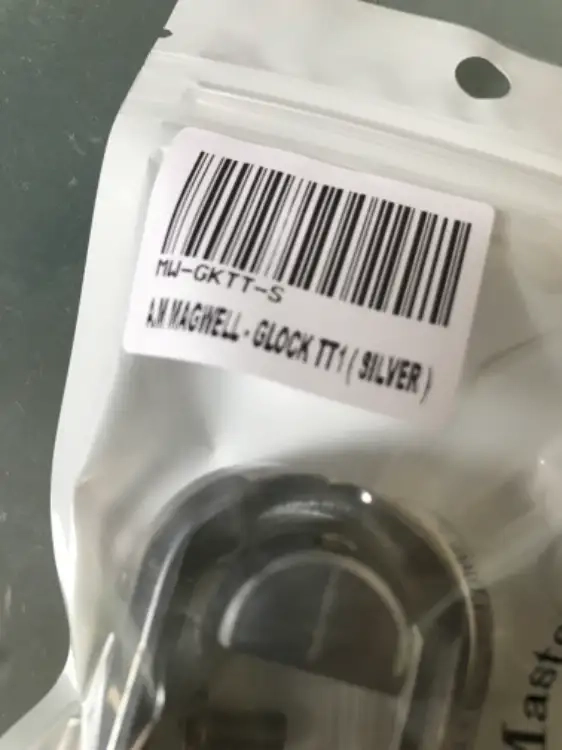 MW-GKTT-S
A.M MAGWELL - GLOCK TT1 ( SILVER )